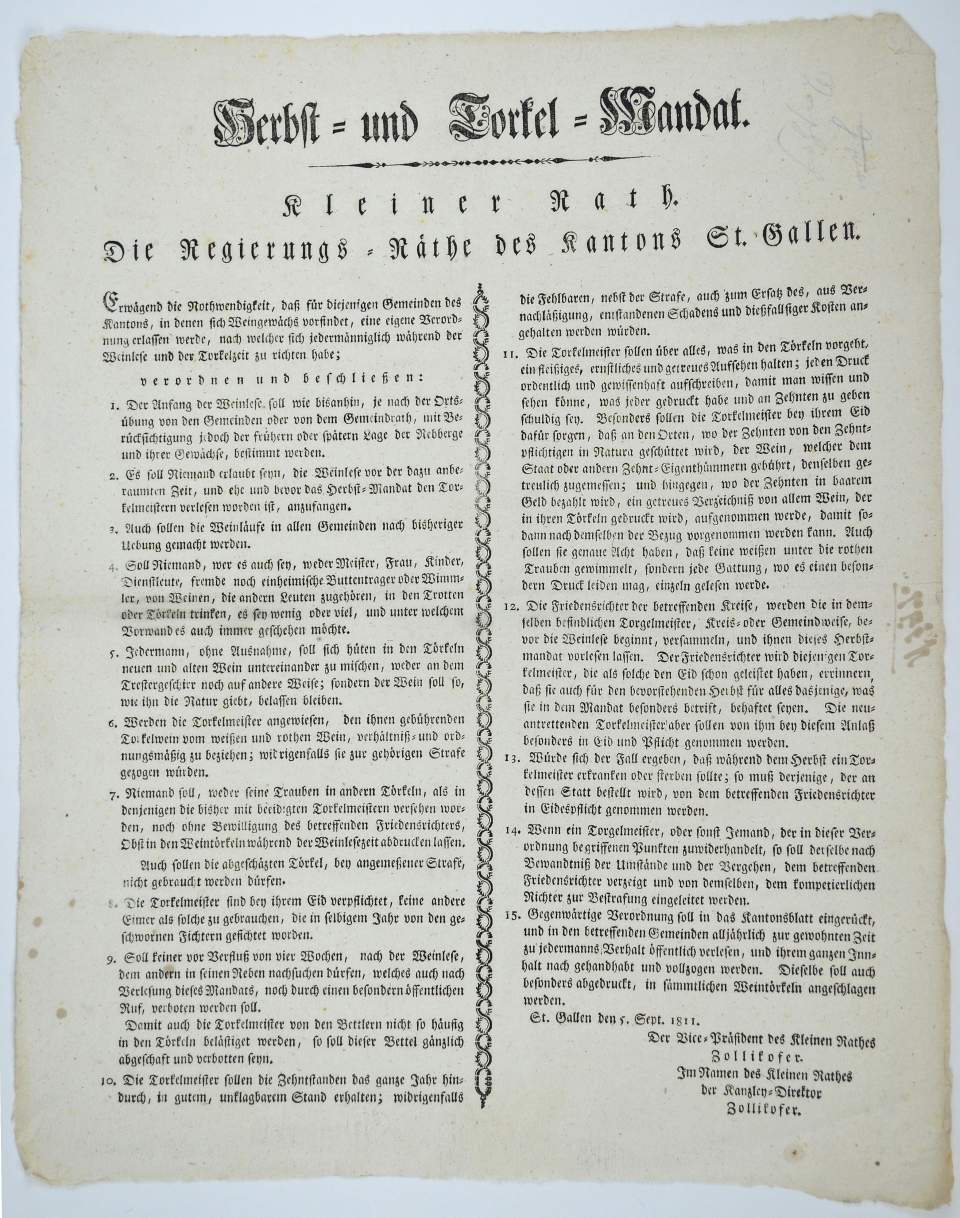 Herbst = und Torkel = Mandat.
Kleiner Rath.
Die Regierungs = Räthe des Kantons St. Gallen.
Erwägend die Nothwendigkeit, daß für diejenigen Gemeinden des
Kantons, in denen sich Weingewächs vorfindet, eine eigene Verord=
nung erlassen werde, nach welcher sich jedermänniglich während der
Weinlese und der Torkelzeit zu richten habe;
verordnen und beschließen:
1. Der Anfang der Weinlese soll wie bisanhin, je nach der Orts=
übung von den Gemeinden oder von dem Gemeindrath, mit Be=
rücksichtigung jedoch der frühern oder spätern Lage der Rebberge
und ihrer Gewächse, bestimmt werden.
2. Es soll Niemand erlaubt seyn, die Weinlese vor der dazu anbe=
raumten Zeit, und ehe und bevor das Herbst=Mandat den Tor=
kelmeistern verlesen worden ist, anzufangen.
3. Auch sollen die Weinläufe in allen Gemeinden nach bisheriger
Uebung gemacht werden.
4. Soll Niemand, wer es auch sey, weder Meister, Frau, Kinder,
Dienstleute, fremde noch einheimische Buttentrager oder Wimm=
ler, von Weinen, die andern Leuten zugehören, in den Trotten
oder Törkeln trinken, es sey wenig oder viel, und unter welchem
Vorwand es auch immer geschehen möchte.
5. Jedermann, ohne Ausnahme, soll sich hüten in den Törkeln
neuen und alten Wein untereinander zu mischen, weder an dem
Trestergeschirr noch auf andere Weise; sondern der Wein soll so,
wie ihn die Natur giebt, belassen bleiben.
6. Werden die Torkelmeister angewiesen, den ihnen gebührenden
Torkelwein vom weißen und rothen Wein, verhältniß= und ord=
nungsmäßig zu beziehen; widrigenfalls sie zur gehörigen Strafe
gezogen würden.
7. Niemand soll, weder seine Trauben in andern Törkeln, als in
denjenigen die bisher mit beeidigten Torkelmeistern versehen wor=
den, noch ohne Bewilligung des betreffenden Friedensrichters,
Obst in den Weintörkeln während der Weinlesezeit abdrucken lassen.
Auch sollen die abgeschäzten Törkel, bey angemeßener Strafe,
nicht gebraucht werden dürfen.
8. Die Torkelmeister sind bey ihrem Eid verpflichtet, keine andere
Eimer als solche zu gebrauchen, die in selbigem Jahr von den ge=
schwornen Fichtern gefichtet worden.
9. Soll keiner vor Verfluß von vier Wochen, nach der Weinlese,
dem andern in seinen Reben nachsuchen dürfen, welches auch nach
Verlesung dieses Mandats, noch durch einen besondern öffentlichen
Ruf, verboten werden soll.
Damit auch die Torkelmeister von den Bettlern nicht so häufig
in den Törkeln belästiget werden, so soll dieser Bettel gänzlich
abgeschaft und verbotten seyn.
10. Die Torkelmeister sollen die Zehntstanden das ganze Jahr hin=
durch, in gutem, unklagbarem Stand erhalten; widrigenfalls
die Fehlbaren, nebst der Strafe, auch zum Ersatz des, aus Ver=
nachläßigung, entstandenen Schadens und dießfallsiger Kosten an=
gehalten werden würden.
11. Die Torkelmeister sollen über alles, was in den Törkeln vorgeht,
ein fleißiges, ernstliches und getreues Aufsehen halten; jeden Druck
ordentlich und gewissenhaft aufschreiben, damit man wissen und
sehen könne, was jeder gedruckt habe und an Zehnten zu geben
schuldig sey. Besonders sollen die Torkelmeister bey ihrem Eid
dafür sorgen, daß an den Orten, wo der Zehnten von den Zehnt=
pflichtigen in Natura geschüttet wird, der Wein, welcher dem
Staat oder andern Zehnt=Eigenthümmern gebührt, denselben ge=
treulich zugemessen; und hingegen, wo der Zehnten in baarem
Geld bezahlt wird, ein getreues Verzeichniß von allem Wein, der
in ihren Törkeln gedruckt wird, aufgenommen werde, damit so=
dann nach demselben der Bezug vorgenommen werden kann. Auch
sollen sie genaue Acht haben, daß keine weißen unter die rothen
Trauben gewimmelt, sondern jede Gattung, wo es einen beson=
dern Druck leiden mag, einzeln gelesen werde.
12. Die Friedensrichter der betreffenden Kreise, werden die in dem=
selben befindlichen Torgelmeister, Kreis= oder Gemeindweise, be=
vor die Weinlese beginnt, versammeln, und ihnen dieses Herbst=
mandat vorlesen lassen. Der Friedensrichter wird diejenigen Tor=
kelmeister, die als solche den Eid schon geleistet haben, erinnern,
daß sie auch für den bevorstehenden Herbst für alles dasjenige, was
sie in dem Mandat besonders betrift, behaftet seyen. Die neu=
antrettenden Torkelmeister aber sollen von ihm bey diesem Anlaß
besonders in Eid und Pflicht genommen werden.
13. Würde sich der Fall ergeben, daß während dem Herbst ein Tor=
kelmeister erkranken oder sterben sollte; so muß derjenige, der an
dessen Statt bestellt wird, von dem betreffenden Friedensrichter
in Eidespflicht genommen werden.
14. Wenn ein Torgelmeister, oder sonst Jemand, der in dieser Ver=
ordnung begriffenen Punkten zuwiderhandelt, so soll derselbe nach
Bewandtniß der Umstände und der Vergehen, dem betreffenden
Friedensrichter verzeigt und von demselben, dem kompetierlichen
Richter zur Bestrafung eingeleitet werden.
15. Gegenwärtige Verordnung soll in das Kantonsblatt eingerückt,
und in den betreffenden Gemeinden alljährlich zur gewohnten Zeit
zu jedermanns Verhalt öffentlich verlesen, und ihrem ganzen Inn=
halt nach gehandhabt und vollzogen werden. Dieselbe soll auch
besonders abgedruckt, in sämmtlichen Weintörkeln angeschlagen
werden.
St. Gallen den 5. Sept. 1811.
Der Vice=Präsident des Kleinen Rathes
Zollikofer.
Im Namen des Kleinen Rathes
der Kanzley=Direktor
Zollikofer.